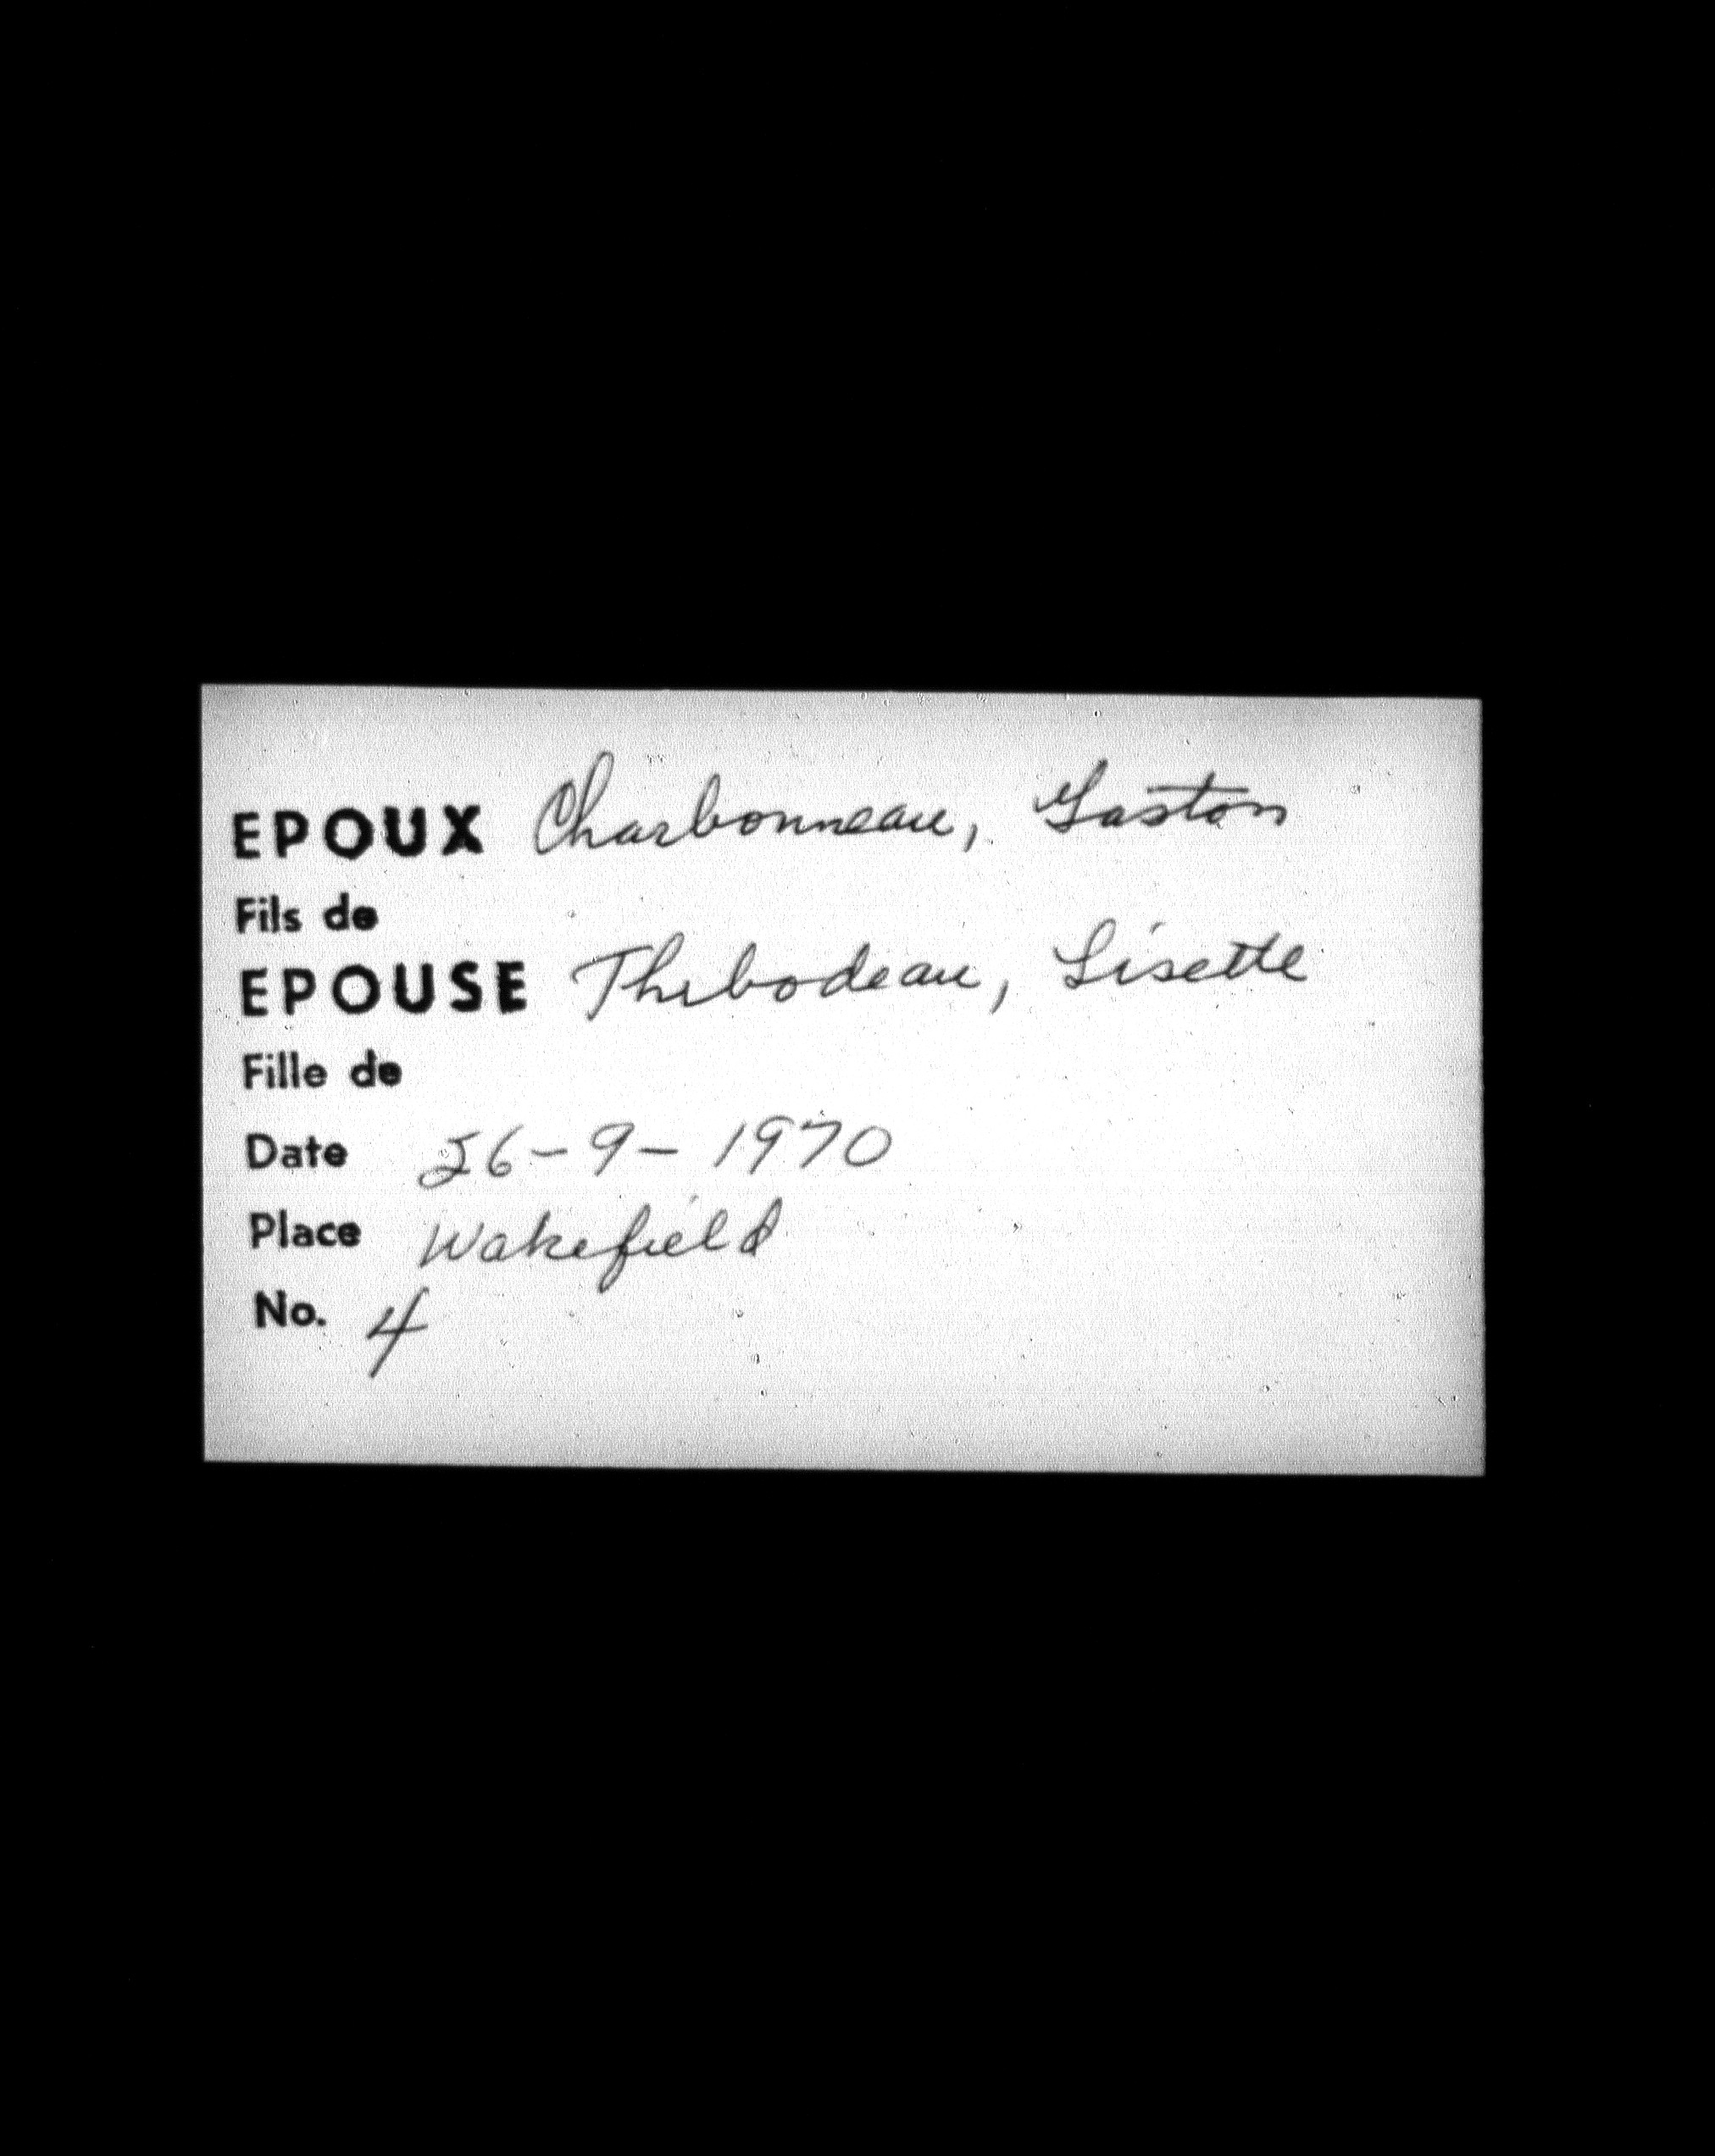 EPOUX Charbonneau, Gaston
Fils de
EPOUSE Thibodeau, Lisette
Fille de
Date 26-9-1970
Place Wakefield
No. 4